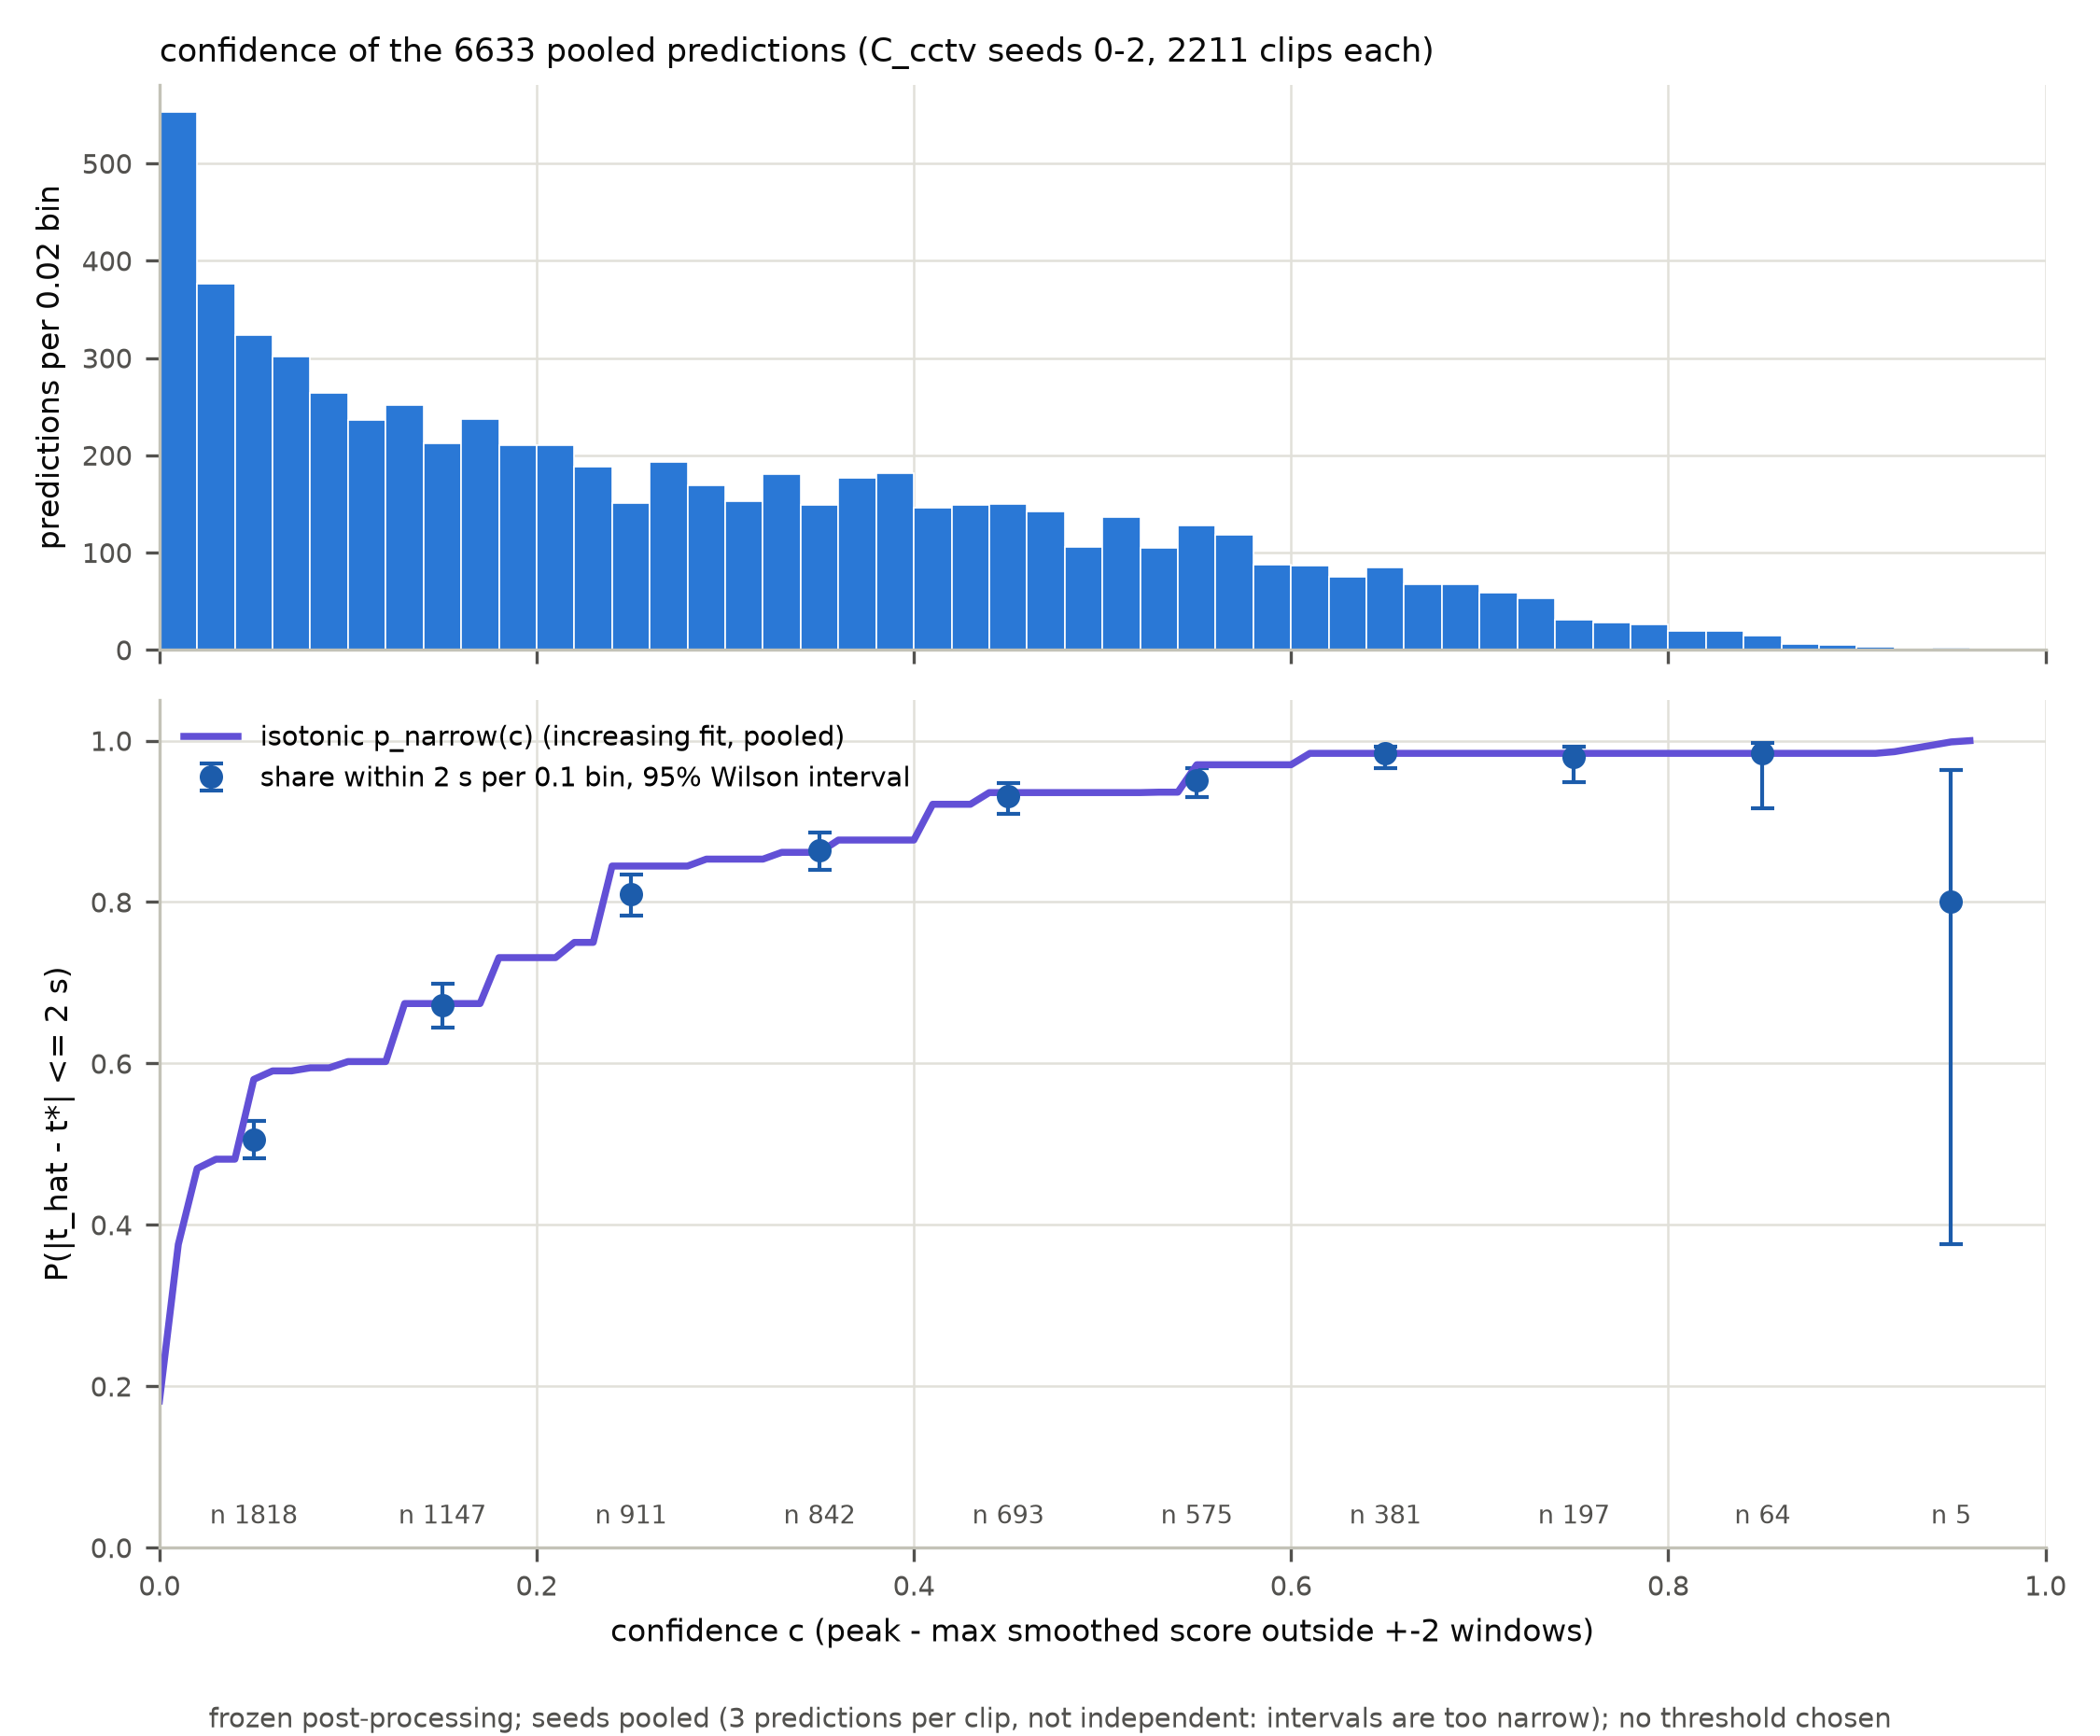 confidence of the 6633 pooled predictions (C_cctv seeds 0-2, 2211 clips each)
predictions per 0.02 bin
500
400
300
200
100
0
isotonic p_narrow(c) (increasing fit, pooled)
share within 2 s per 0.1 bin, 95% Wilson interval
P(|t_hat - t*| <= 2 s)
1.0
0.8
0.6
0.4
0.2
0.0
n 1818 n 1147 n 911 n 842 n 693 n 575 n 381 n 197 n 64 n 5
0.0 0.2 0.4 0.6 0.8 1.0
confidence c (peak - max smoothed score outside +-2 windows)
frozen post-processing; seeds pooled (3 predictions per clip, not independent: intervals are too narrow); no threshold chosen